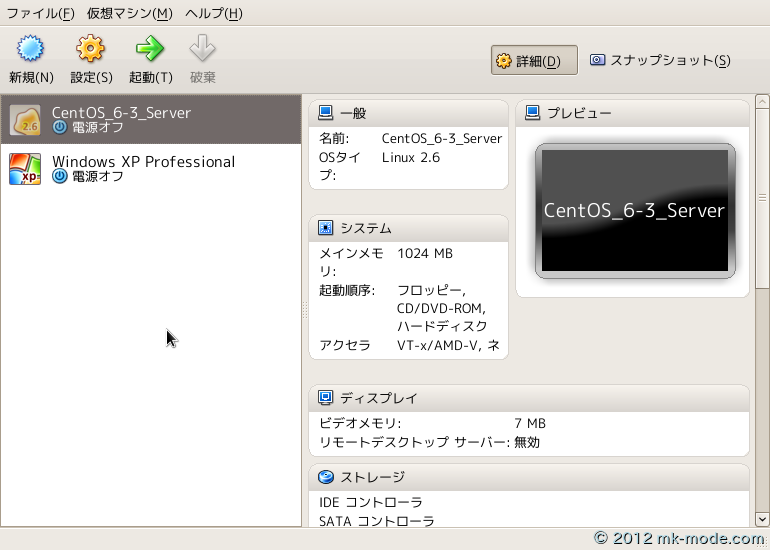 ファイル(F) 仮想マシン(M) ヘルプ(H)
新規(N) 設定(S) 起動(T) 破棄 詳細(D) スナップショット(S)
CentOS_6-3_Server
電源オフ
2.6
Windows XP Professional
電源オフ
xp
一般
名前: CentOS_6-3_Server
OSタイプ: Linux 2.6
プレビュー
CentOS_6-3_Server
システム
メインメモリ: 1024 MB
起動順序: フロッピー,
CD/DVD-ROM,
ハードディスク
アクセラ VT-x/AMD-V, ネ
ディスプレイ
ビデオメモリ: 7 MB
リモートデスクトップ サーバー: 無効
ストレージ
IDE コントローラ
SATA コントローラ
© 2012 mk-mode.com